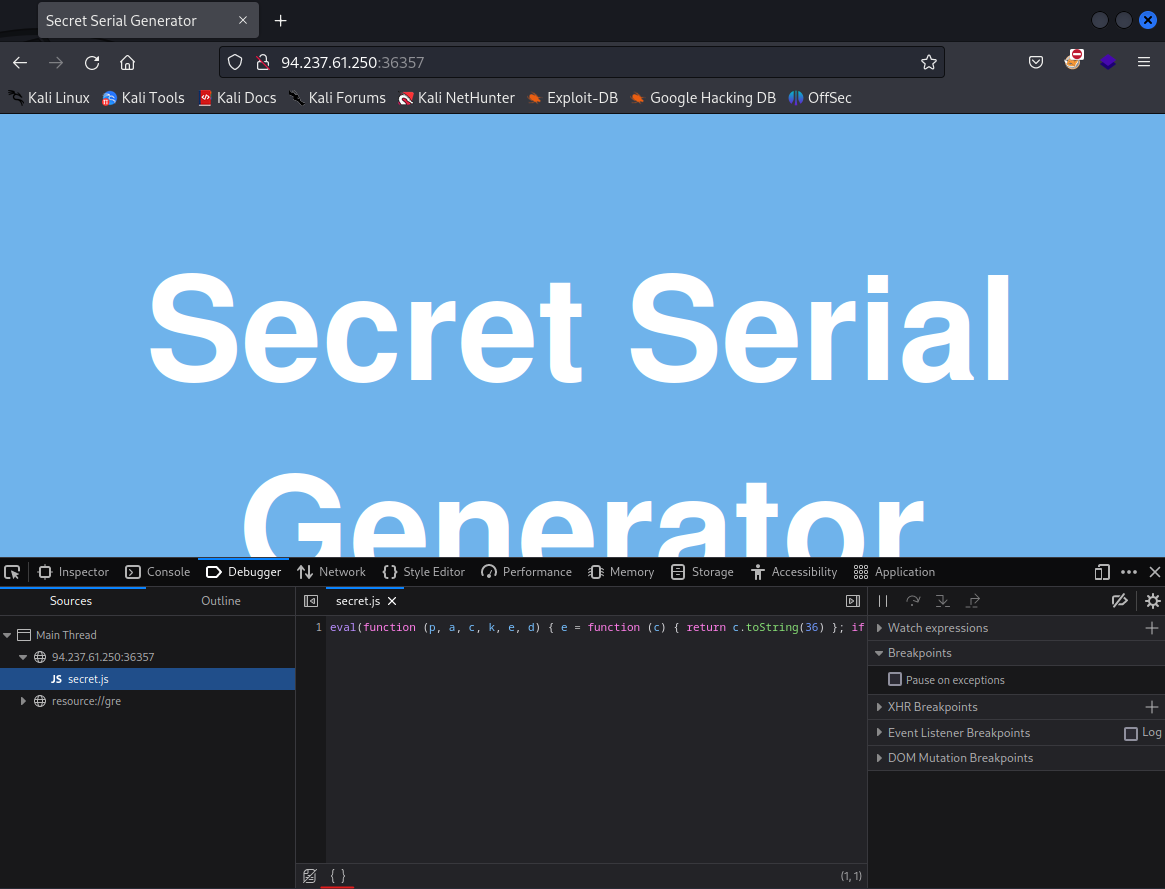 Secret Serial Generator
94.237.61.250:36357
Kali Linux Kali Tools Kali Docs Kali Forums Kali NetHunter Exploit-DB Google Hacking DB OffSec
Secret Serial
Generator
Inspector Console Debugger Network Style Editor Performance Memory Storage Accessibility Application
Sources Outline secret.js
Main Thread
94.237.61.250:36357
JS secret.js
resource://gre
1 eval(function (p, a, c, k, e, d) { e = function (c) { return c.toString(36) }; if
Watch expressions
Breakpoints
Pause on exceptions
XHR Breakpoints
Event Listener Breakpoints Log
DOM Mutation Breakpoints
{ } (1, 1)